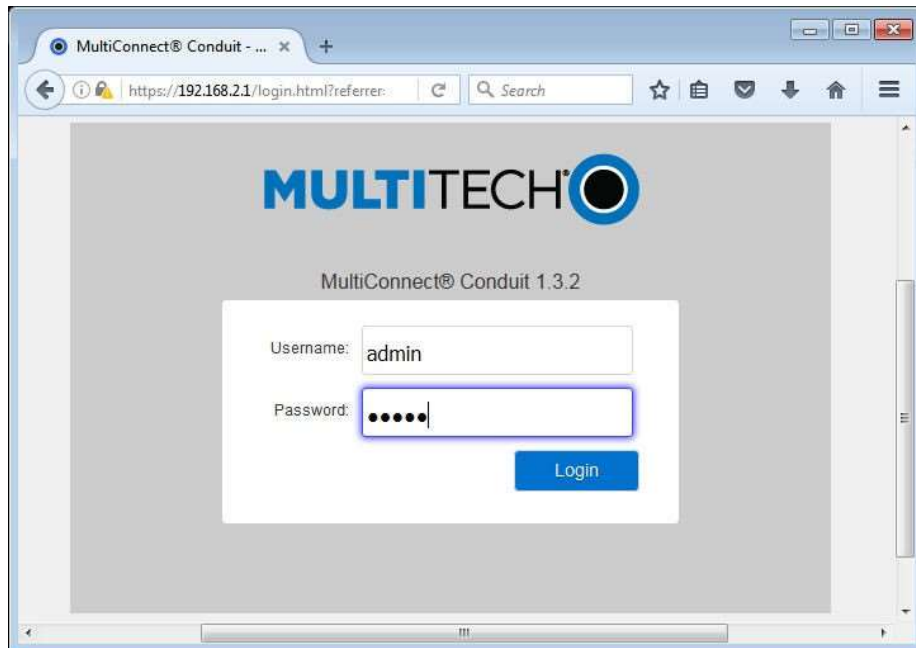 MultiConnect® Conduit - ... × +
https://192.168.2.1/login.html?referrer: Search
MULTITECH®
MultiConnect® Conduit 1.3.2
Username: admin
Password: •••••
Login